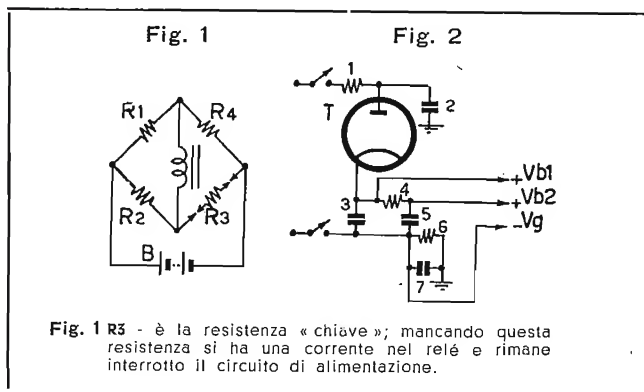 Fig. 1
Fig. 2
R1
R4
R2
R3
B
1
2
T
3
4
5
6
7
+Vb1
+Vb2
-Vg
Fig. 1 R3 - è la resistenza « chiave »; mancando questa
resistenza si ha una corrente nel relé e rimane
interrotto il circuito di alimentazione.